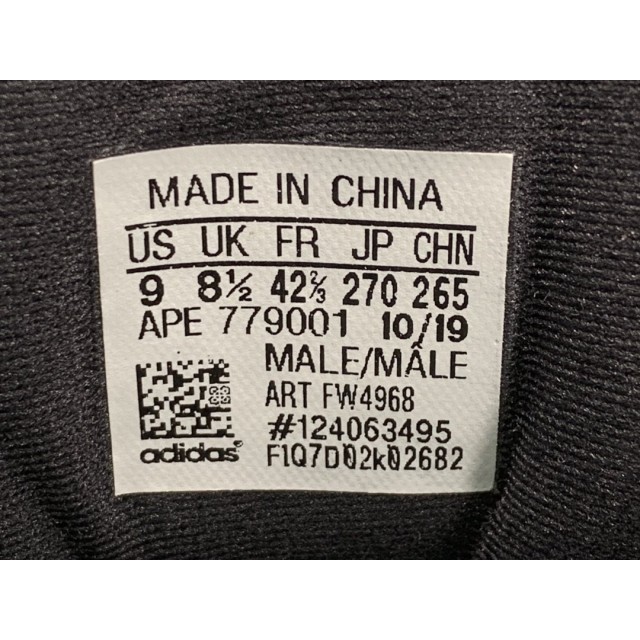 MADE IN CHINA
US UK FR JP CHN
9 8½ 42⅔ 270 265
APE 779001 10/19
MALE/MÂLE
ART FW4968
#124063495
adidas® F1Q7D02K02682